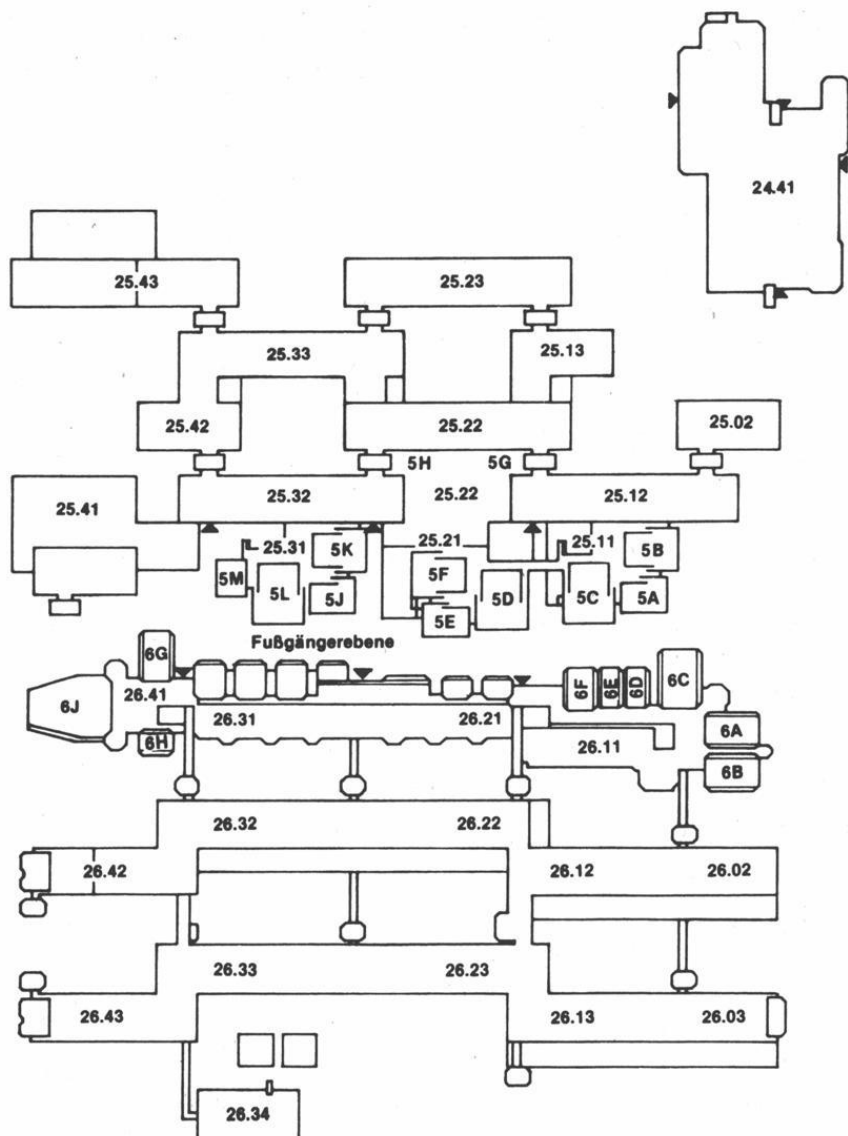 24.41
25.43
25.23
25.33
25.13
25.42
25.22
25.02
5H
5G
25.41
25.32
25.22
25.12
25.31
5K
25.21
25.11
5B
5M
5L
5J
5F
5D
5E
5C
5A
Fußgängerebene
6G
26.41
6J
6H
26.31
26.21
6F
6E
6D
6C
6A
26.11
6B
26.32
26.22
26.42
26.12
26.02
26.33
26.23
26.43
26.13
26.03
26.34